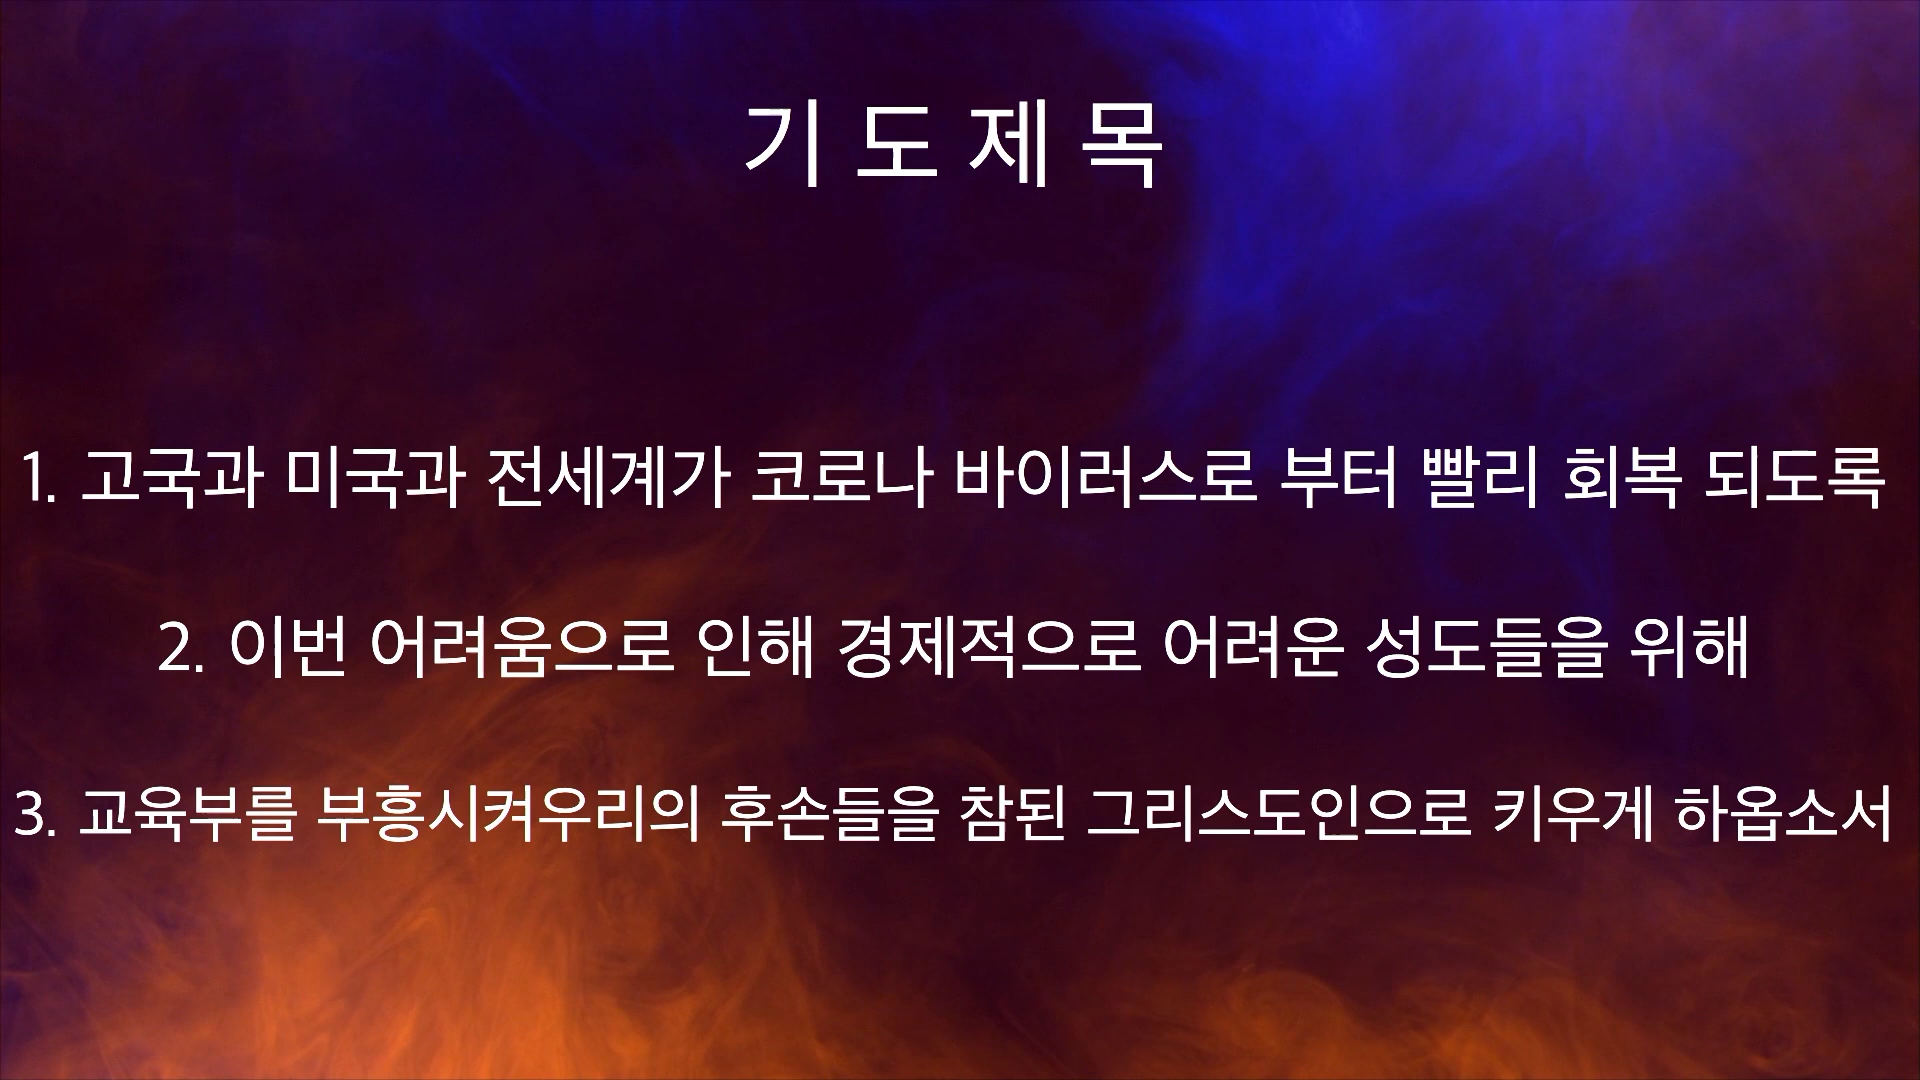 기도제목
1. 고국과 미국과 전세계가 코로나 바이러스로 부터 빨리 회복 되도록
2. 이번 어려움으로 인해 경제적으로 어려운 성도들을 위해
3. 교육부를 부흥시켜우리의 후손들을 참된 그리스도인으로 키우게 하옵소서